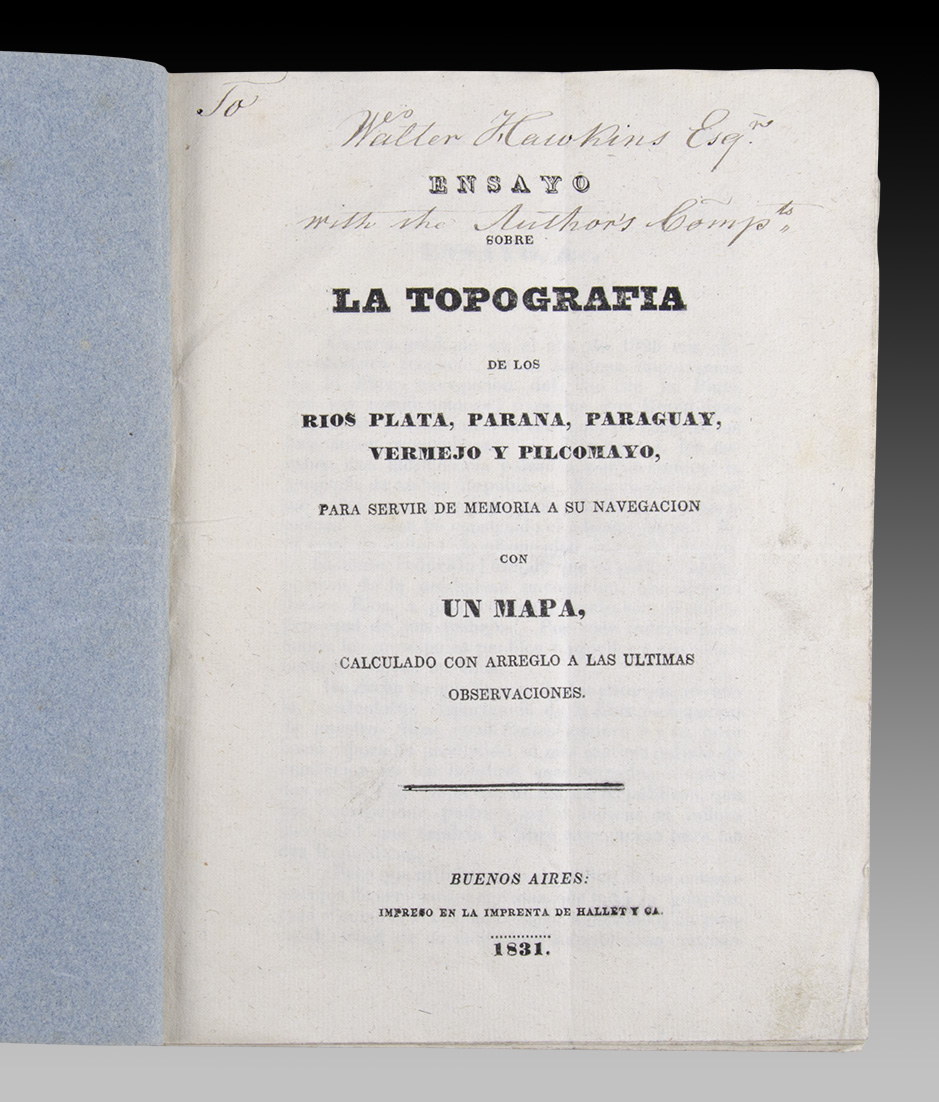 To
Walter Hawkins Esqre.
ENSAYO
with the Author's Compts
SOBRE
LA TOPOGRAFIA
DE LOS
RIOS PLATA, PARANA, PARAGUAY,
VERMEJO Y PILCOMAYO,
PARA SERVIR DE MEMORIA A SU NAVEGACION
CON
UN MAPA,
CALCULADO CON ARREGLO A LAS ULTIMAS
OBSERVACIONES.
BUENOS AIRES:
IMPRESO EN LA IMPRENTA DE HALLET Y CA.
1831.